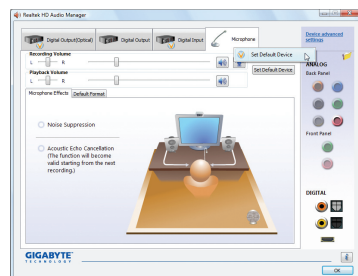 Realtek HD Audio Manager
Digital Output(Optical)
Digital Output
Digital Input
Microphone
Device advanced
settings
Set Default Device
Recording Volume
L
R
Set Default Device
Playback Volume
L
R
ANALOG
Back Panel
Microphone Effects
Default Format
Noise Suppression
Acoustic Echo Cancellation
(The function will become
valid starting from the next
recording.)
Front Panel
DIGITAL
GIGABYTE
TECHNOLOGY
i
OK